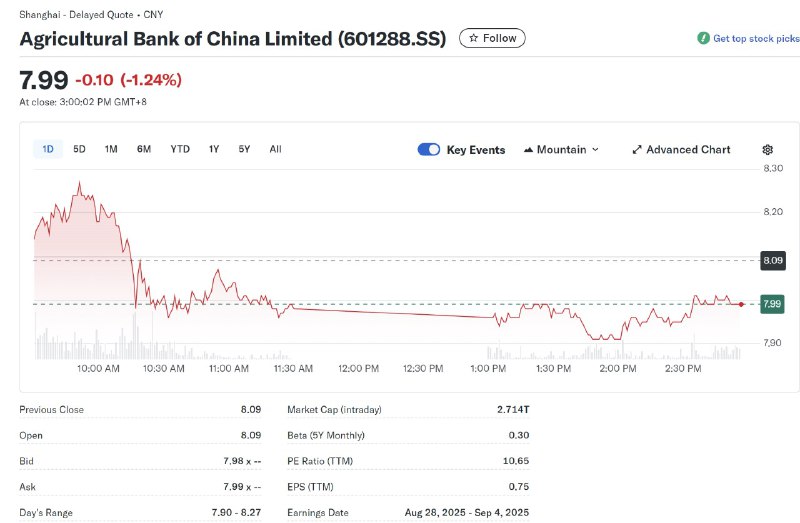 Shanghai - Delayed Quote • CNY
Agricultural Bank of China Limited (601288.SS)
Follow
Get top stock picks
7.99 -0.10 (-1.24%)
At close: 3:00:02 PM GMT+8
1D 5D 1M 6M YTD 1Y 5Y All
Key Events
Mountain
Advanced Chart
8.30
8.20
8.09
7.99
7.90
10:00 AM 10:30 AM 11:00 AM 11:30 AM 12:00 PM 12:30 PM 1:00 PM 1:30 PM 2:00 PM 2:30 PM
Previous Close 8.09
Open 8.09
Bid 7.98 x --
Ask 7.99 x --
Day's Range 7.90 - 8.27
Market Cap (intraday) 2.714T
Beta (5Y Monthly) 0.30
PE Ratio (TTM) 10.65
EPS (TTM) 0.75
Earnings Date Aug 28, 2025 - Sep 4, 2025